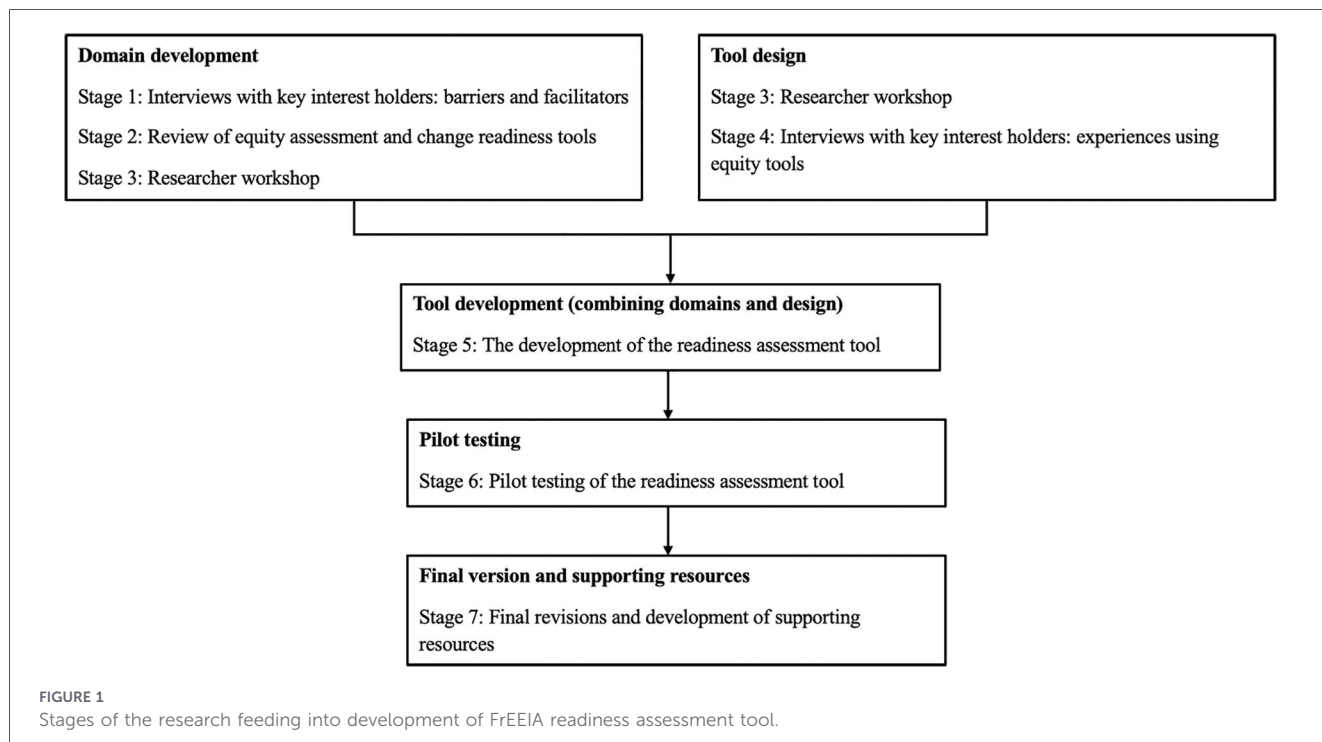 Domain development
Stage 1: Interviews with key interest holders: barriers and facilitators
Stage 2: Review of equity assessment and change readiness tools
Stage 3: Researcher workshop
Tool design
Stage 3: Researcher workshop
Stage 4: Interviews with key interest holders: experiences using
equity tools
Tool development (combining domains and design)
Stage 5: The development of the readiness assessment tool
Pilot testing
Stage 6: Pilot testing of the readiness assessment tool
Final version and supporting resources
Stage 7: Final revisions and development of supporting
resources
FIGURE 1
Stages of the research feeding into development of FrEEIA readiness assessment tool.